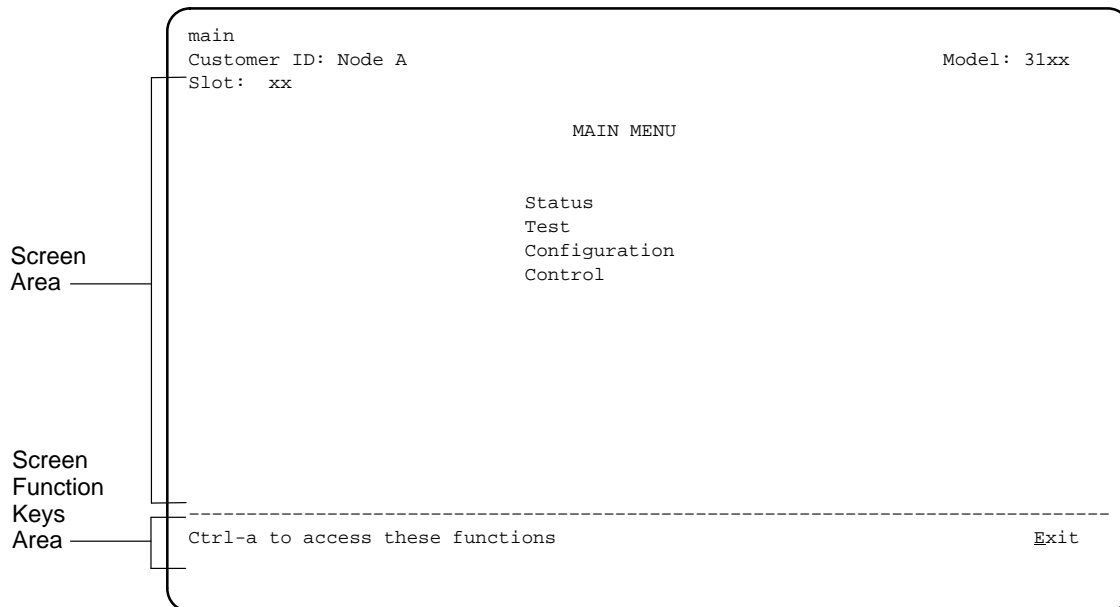 main
Customer ID: Node A Model: 31xx
Slot: xx
MAIN MENU
Status
Test
Configuration
Control
Screen
Area
Screen
Function
Keys
Area
Ctrl-a to access these functions Exit